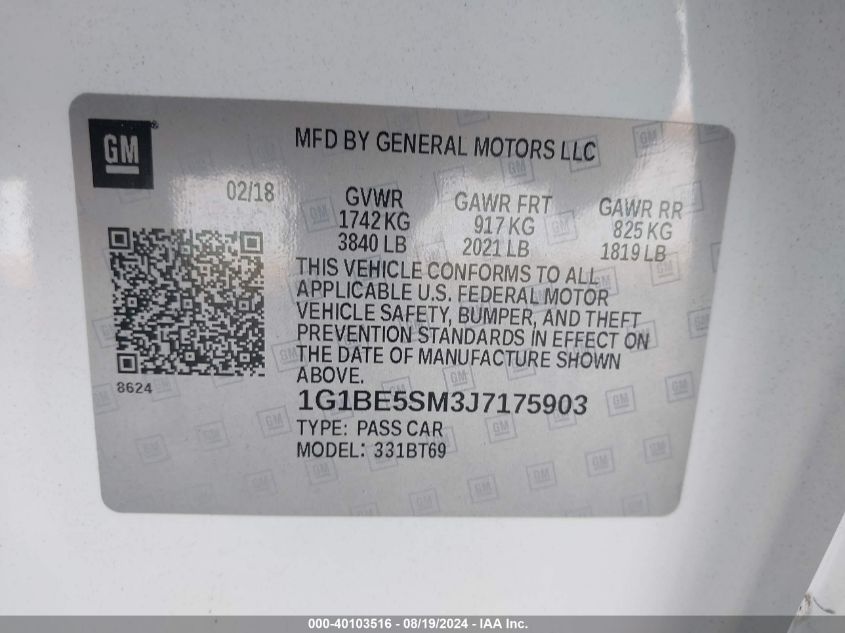 GM
MFD BY GENERAL MOTORS LLC
02/18
GVWR
1742 KG
3840 LB
GAWR FRT
917 KG
2021 LB
GAWR RR
825 KG
1819 LB
THIS VEHICLE CONFORMS TO ALL
APPLICABLE U.S. FEDERAL MOTOR
VEHICLE SAFETY, BUMPER, AND THEFT
PREVENTION STANDARDS IN EFFECT ON
THE DATE OF MANUFACTURE SHOWN
ABOVE.
8624
1G1BE5SM3J7175903
TYPE: PASS CAR
MODEL: 331BT69
000-40103516 - 08/19/2024 - IAA Inc.